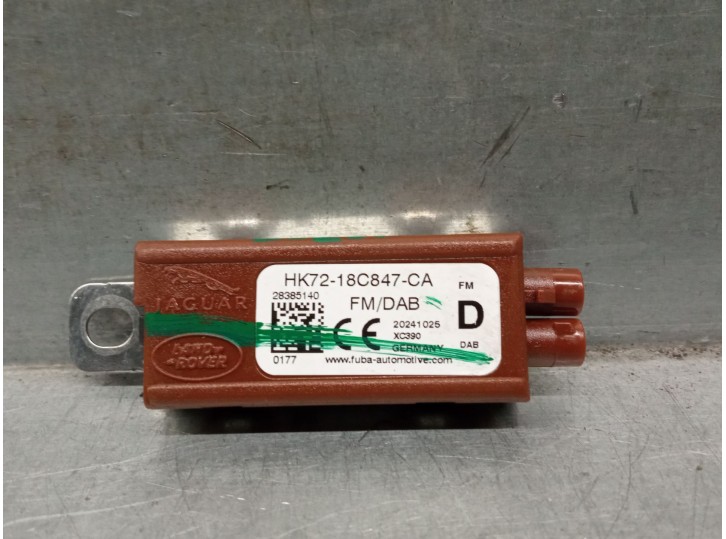 JAGUAR
LAND-
ROVER
HK72-18C847-CA
28385140
FM/DAB
FM
D
DAB
CE
20241025
XC390
GERMANY
0177
www.fuba-automotive.com